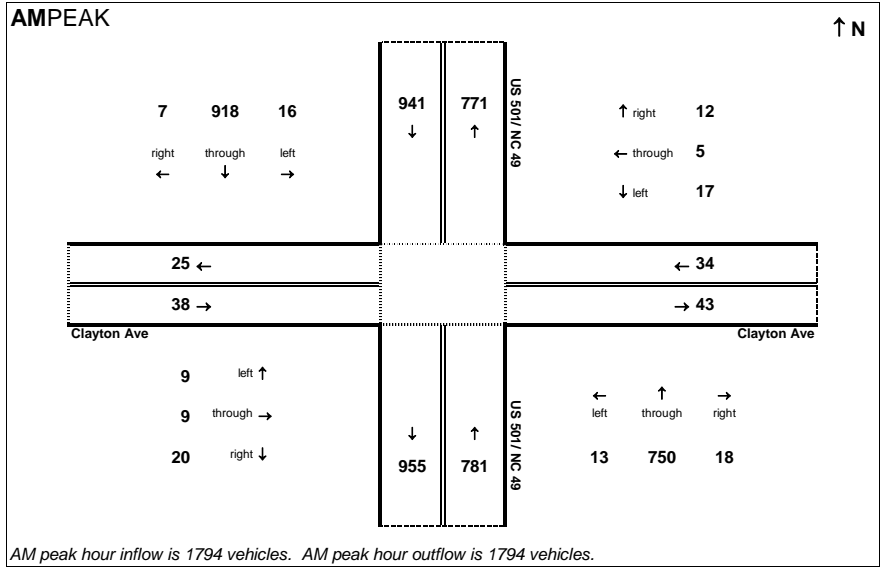 AMPEAK
↑ N
7 918 16
right through left
← ↓ →
941 771
↓ ↑
US 501/ NC 49
↑ right 12
← through 5
↓ left 17
25 ←
← 34
38 →
→ 43
Clayton Ave
Clayton Ave
9 left ↑
9 through →
20 right ↓
↓ ↑
955 781
US 501/ NC 49
← ↑ →
left through right
13 750 18
AM peak hour inflow is 1794 vehicles. AM peak hour outflow is 1794 vehicles.